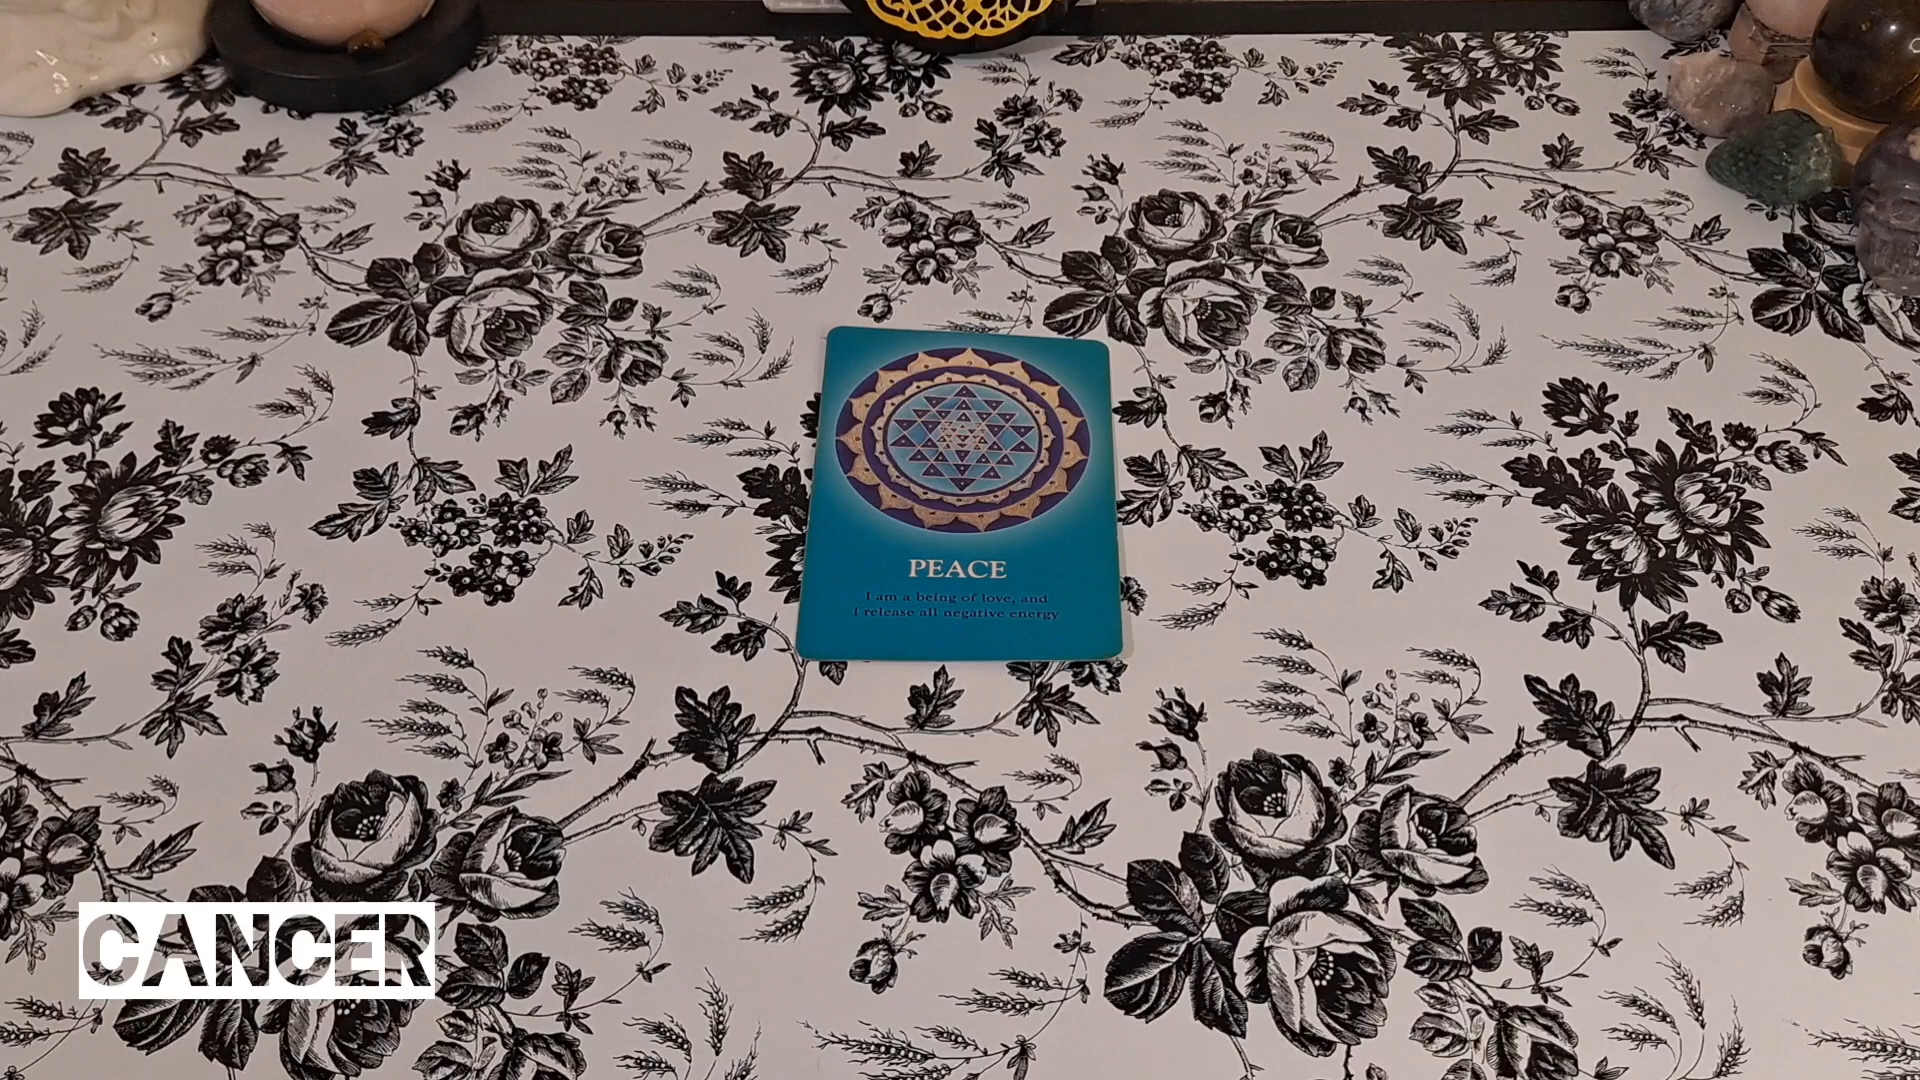 PEACE
I am a being of love, and
I release all negative energy
CANCER